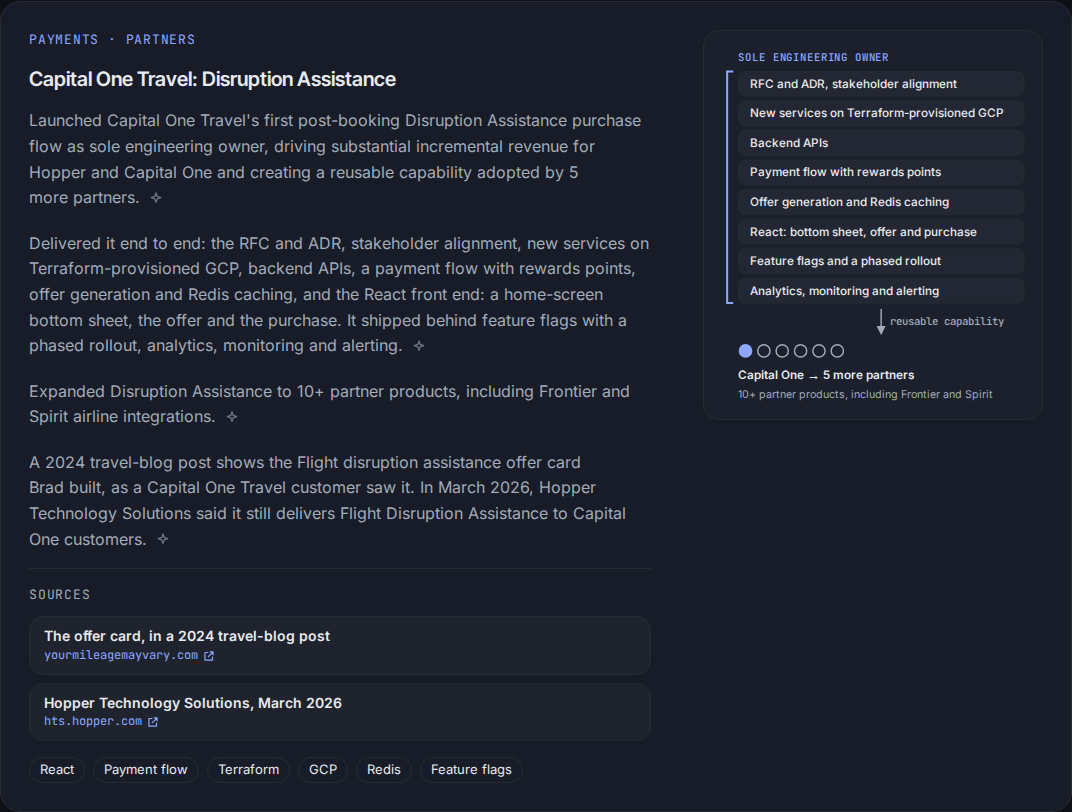 PAYMENTS · PARTNERS
Capital One Travel: Disruption Assistance
Launched Capital One Travel's first post-booking Disruption Assistance purchase
flow as sole engineering owner, driving substantial incremental revenue for
Hopper and Capital One and creating a reusable capability adopted by 5
more partners.
Delivered it end to end: the RFC and ADR, stakeholder alignment, new services on
Terraform-provisioned GCP, backend APIs, a payment flow with rewards points,
offer generation and Redis caching, and the React front end: a home-screen
bottom sheet, the offer and the purchase. It shipped behind feature flags with a
phased rollout, analytics, monitoring and alerting.
Expanded Disruption Assistance to 10+ partner products, including Frontier and
Spirit airline integrations.
A 2024 travel-blog post shows the Flight disruption assistance offer card
Brad built, as a Capital One Travel customer saw it. In March 2026, Hopper
Technology Solutions said it still delivers Flight Disruption Assistance to Capital
One customers.
SOURCES
The offer card, in a 2024 travel-blog post
yourmileagemayvary.com
Hopper Technology Solutions, March 2026
hts.hopper.com
React
Payment flow
Terraform
GCP
Redis
Feature flags
SOLE ENGINEERING OWNER
RFC and ADR, stakeholder alignment
New services on Terraform-provisioned GCP
Backend APIs
Payment flow with rewards points
Offer generation and Redis caching
React: bottom sheet, offer and purchase
Feature flags and a phased rollout
Analytics, monitoring and alerting
reusable capability
Capital One → 5 more partners
10+ partner products, including Frontier and Spirit